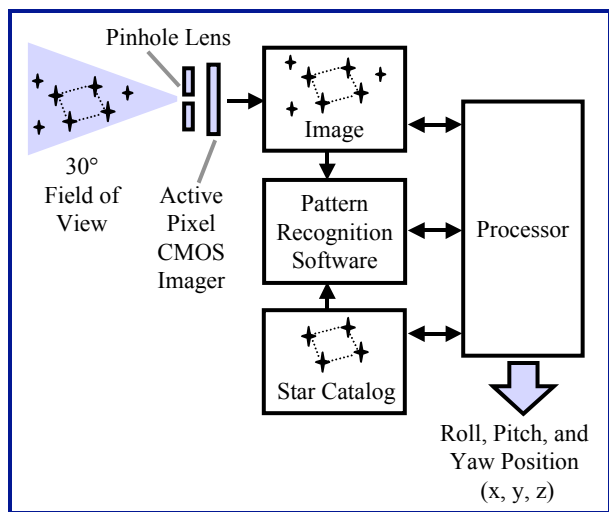 Pinhole Lens
30°
Field of
View
Active
Pixel
CMOS
Imager
Image
Pattern
Recognition
Software
Star Catalog
Processor
Roll, Pitch, and
Yaw Position
(x, y, z)